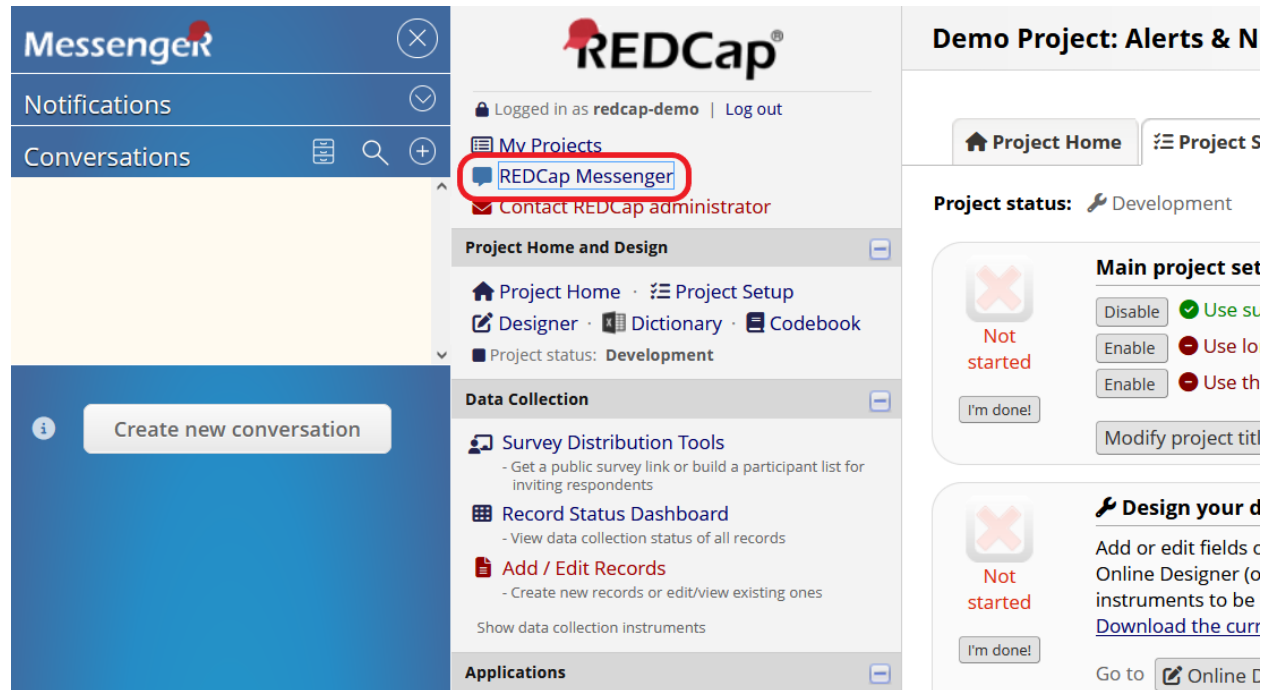 MessengeR
Notifications
Conversations
Create new conversation
REDCap®
Logged in as redcap-demo | Log out
My Projects
REDCap Messenger
Contact REDCap administrator
Project Home and Design
Project Home · Project Setup
Designer · Dictionary · Codebook
Project status: Development
Data Collection
Survey Distribution Tools
- Get a public survey link or build a participant list for
inviting respondents
Record Status Dashboard
- View data collection status of all records
Add / Edit Records
- Create new records or edit/view existing ones
Show data collection instruments
Applications
Demo Project: Alerts & N
Project Home
Project S
Project status: Development
Not
started
I'm done!
Main project set
Disable Use su
Enable Use lo
Enable Use th
Modify project titl
Not
started
I'm done!
Design your d
Add or edit fields o
Online Designer (o
instruments to be
Download the curr
Go to Online D